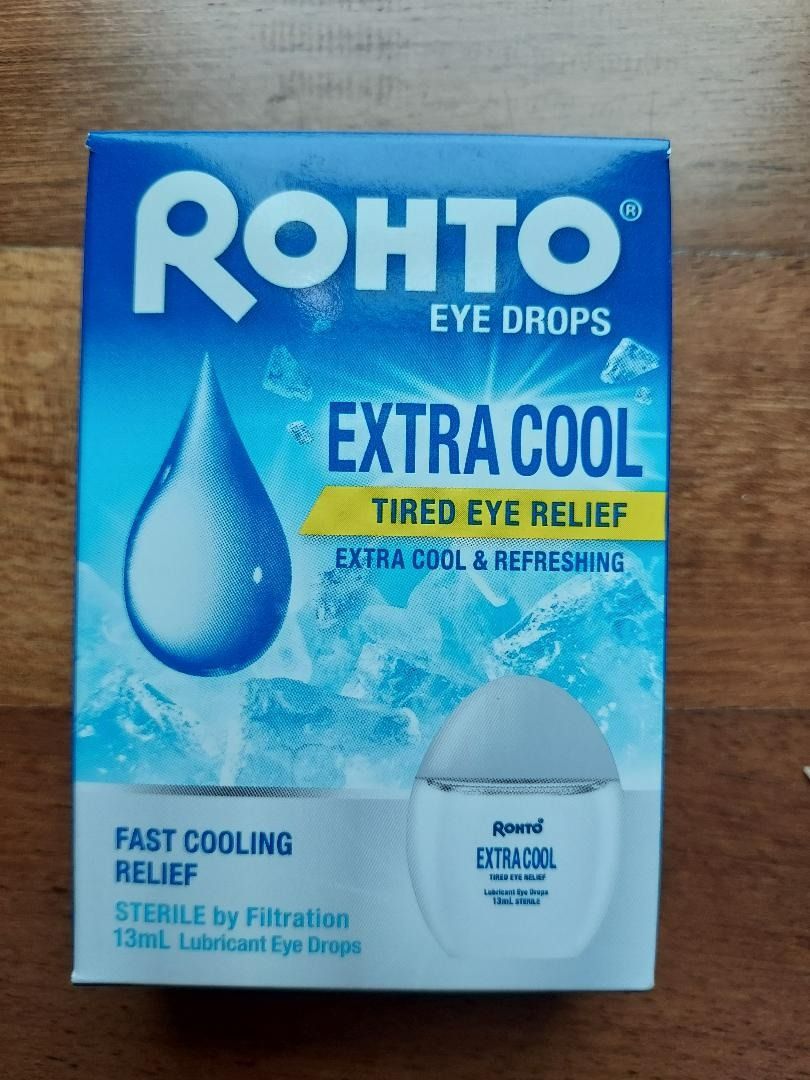 ROHTO®
EYE DROPS
EXTRA COOL
TIRED EYE RELIEF
EXTRA COOL & REFRESHING
FAST COOLING
RELIEF
STERILE by Filtration
13mL Lubricant Eye Drops
ROHTO®
EXTRA COOL
TIRED EYE RELIEF
Lubricant Eye Drops
13mL STERILE